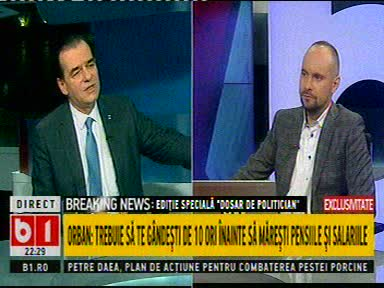 DIRECT
BREAKING NEWS: EDIȚIE SPECIALĂ "DOSAR DE POLITICIAN"
EXCLUSIVITATE
b1
ORBAN: TREBUIE SĂ TE GÂNDEȘTI DE 10 ORI ÎNAINTE SĂ MĂREȘTI PENSIILE ȘI SALARIILE
22:29
B1.RO PETRE DAEA, PLAN DE ACȚIUNE PENTRU COMBATEREA PESTEI PORCINE